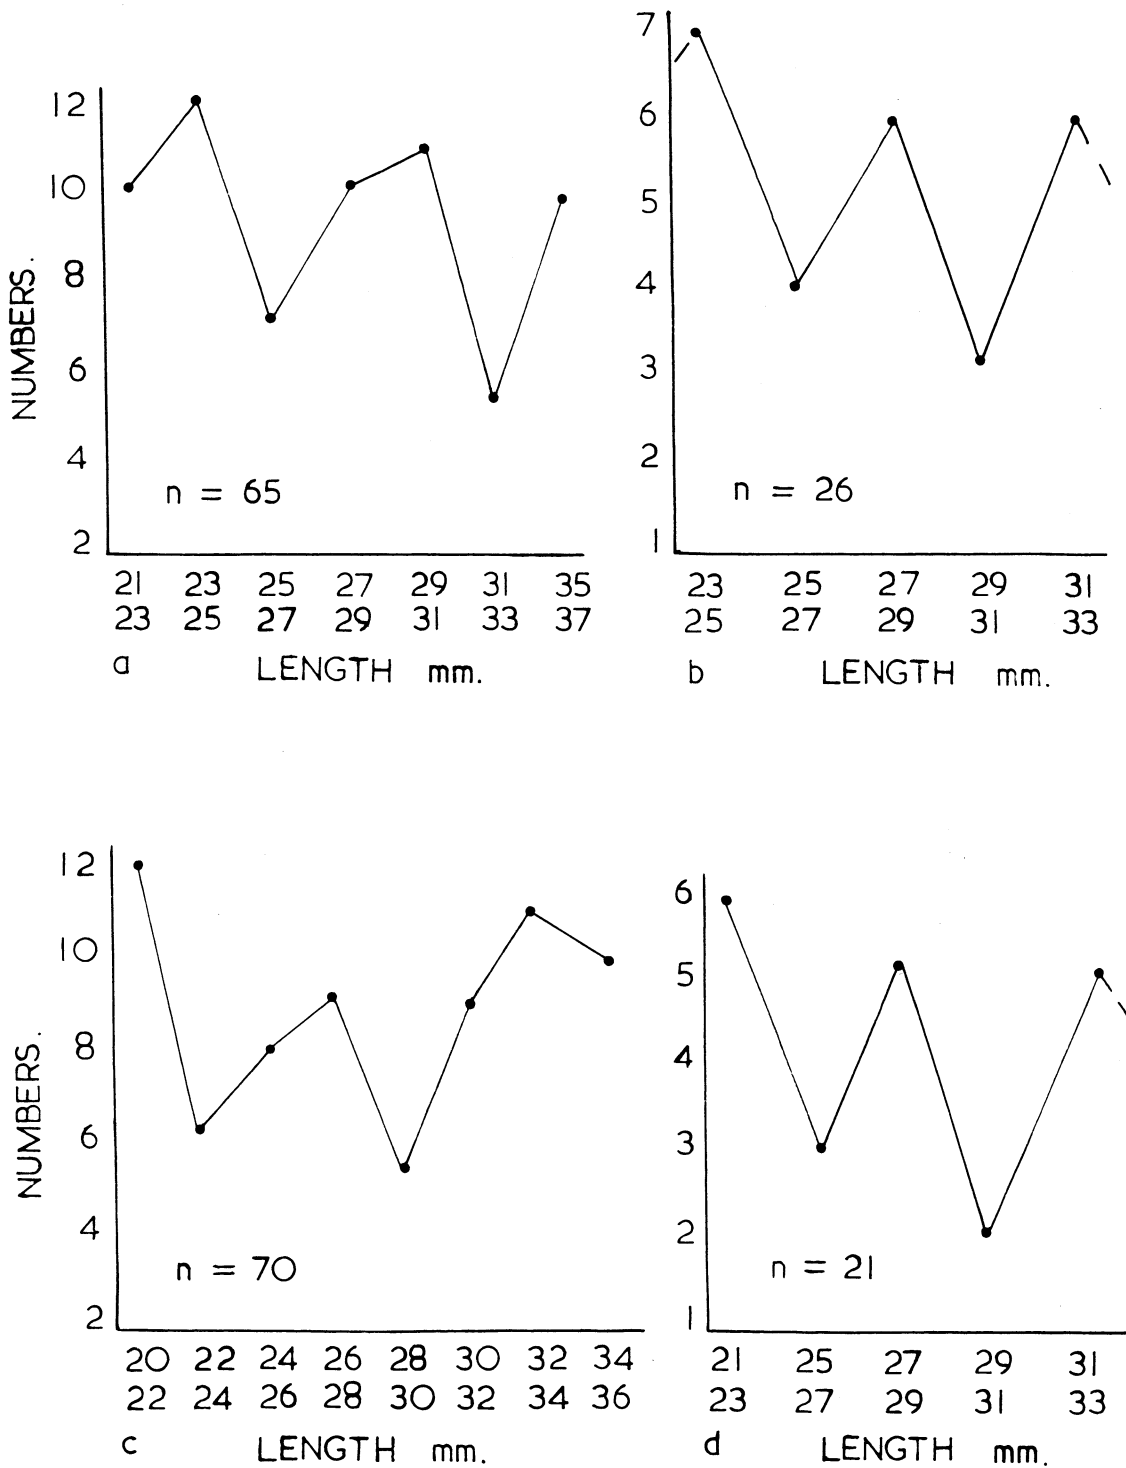 12
10
8
6
4
2
NUMBERS.
n = 65
21 23 25 27 29 31 35
23 25 27 29 31 33 37
a LENGTH mm.
7
6
5
4
3
2
1
n = 26
23 25 27 29 31
25 27 29 31 33
b LENGTH mm.
12
10
8
6
4
2
NUMBERS.
n = 70
20 22 24 26 28 30 32 34
22 24 26 28 30 32 34 36
c LENGTH mm.
6
5
4
3
2
1
n = 21
21 25 27 29 31
23 27 29 31 33
d LENGTH mm.